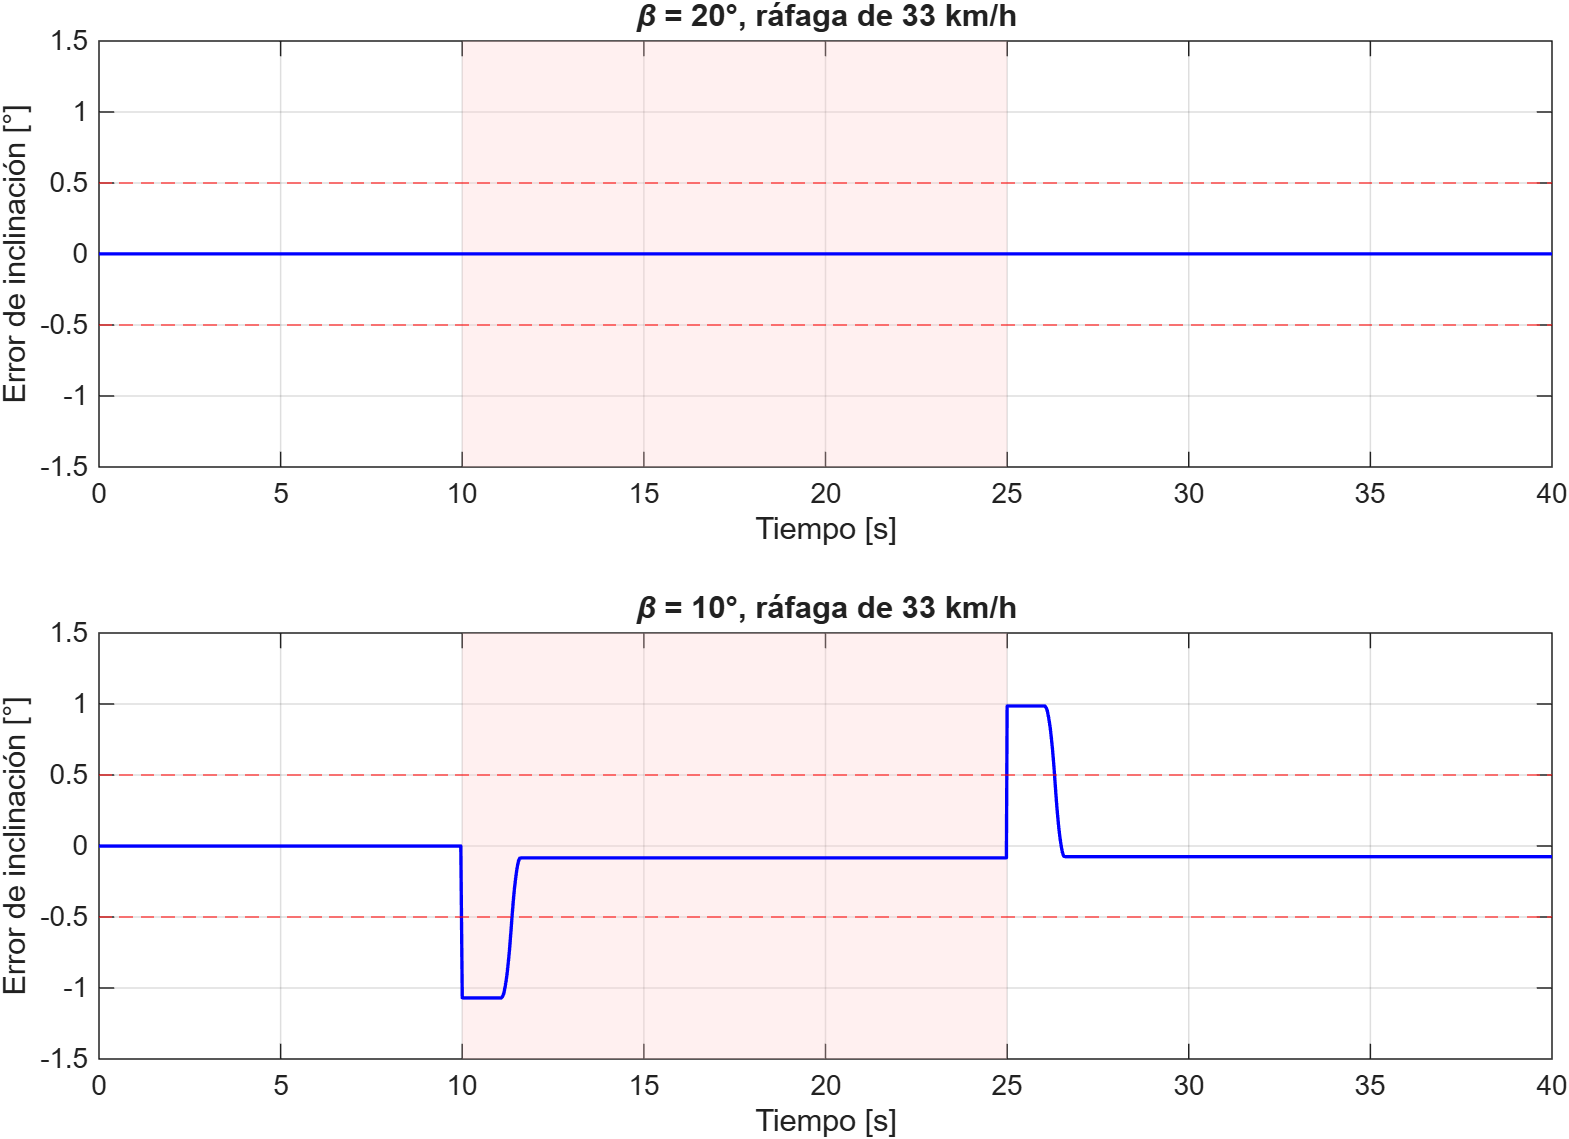 β = 20°, ráfaga de 33 km/h
1.5
1
0.5
0
-0.5
-1
-1.5
Error de inclinación [°]
0 5 10 15 20 25 30 35 40
Tiempo [s]
β = 10°, ráfaga de 33 km/h
1.5
1
0.5
0
-0.5
-1
-1.5
Error de inclinación [°]
0 5 10 15 20 25 30 35 40
Tiempo [s]